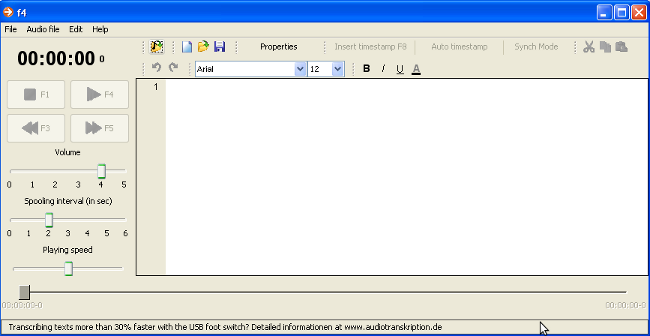 f4
File Audio file Edit Help
00:00:00 0
Properties Insert timestamp F8 Auto timestamp Synch Mode
Arial 12 B I U A
1
F1 F4
F3 F5
Volume
0 1 2 3 4 5
Spooling interval (in sec)
0 1 2 3 4 5 6
Playing speed
00:00:00-0 00:00:00-0
Transcribing texts more than 30% faster with the USB foot switch? Detailed informationen at www.audiotranskription.de